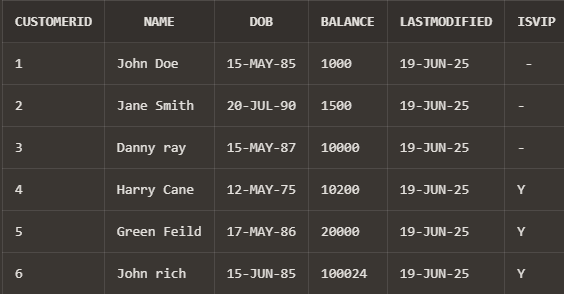 CUSTOMERID NAME DOB BALANCE LASTMODIFIED ISVIP
1 John Doe 15-MAY-85 1000 19-JUN-25 -
2 Jane Smith 20-JUL-90 1500 19-JUN-25 -
3 Danny ray 15-MAY-87 10000 19-JUN-25 -
4 Harry Cane 12-MAY-75 10200 19-JUN-25 Y
5 Green Feild 17-MAY-86 20000 19-JUN-25 Y
6 John rich 15-JUN-85 100024 19-JUN-25 Y